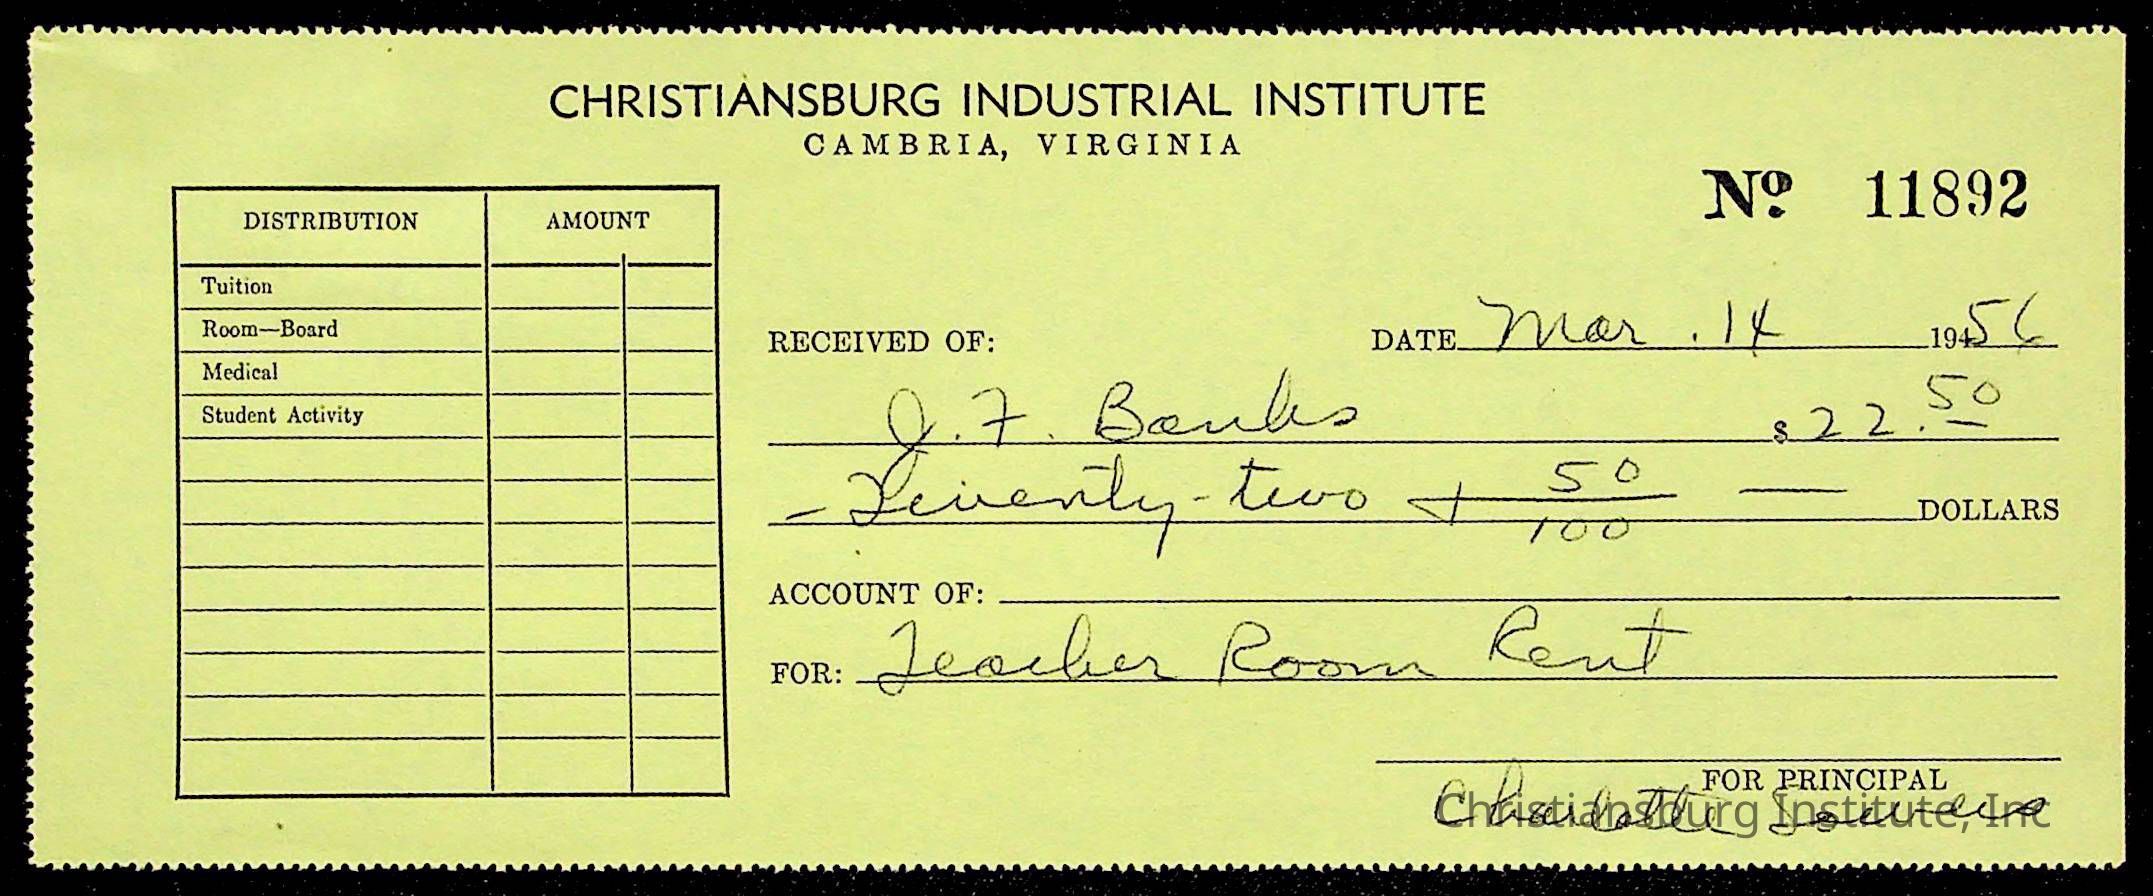 CHRISTIANSBURG INDUSTRIAL INSTITUTE
CAMBRIA, VIRGINIA
Nº 11892
DISTRIBUTION AMOUNT
Tuition
Room—Board
Medical
Student Activity
RECEIVED OF: DATE Mar. 14 19456
J. F. Banks $ 22.50
- Twenty-two + 50/100 — DOLLARS
ACCOUNT OF:
FOR: Teacher Room Rent
FOR PRINCIPAL
Charlotte
Christiansburg Institute, Inc